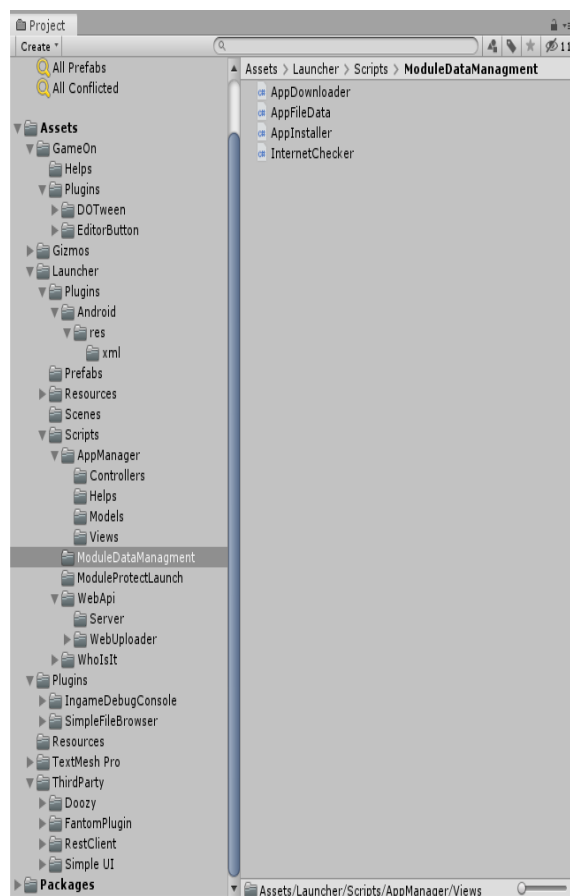 Project
Create
11
All Prefabs
All Conflicted
Assets
GameOn
Helps
Plugins
DOTween
EditorButton
Gizmos
Launcher
Plugins
Android
res
xml
Prefabs
Resources
Scenes
Scripts
AppManager
Controllers
Helps
Models
Views
ModuleDataManagment
ModuleProtectLaunch
WebApi
Server
WebUploader
WhoIsIt
Plugins
IngameDebugConsole
SimpleFileBrowser
Resources
TextMesh Pro
ThirdParty
Doozy
FantomPlugin
RestClient
Simple UI
Packages
Assets > Launcher > Scripts > ModuleDataManagment
c# AppDownloader
c# AppFileData
c# AppInstaller
c# InternetChecker
Assets/Launcher/Scripts/AppManager/Views